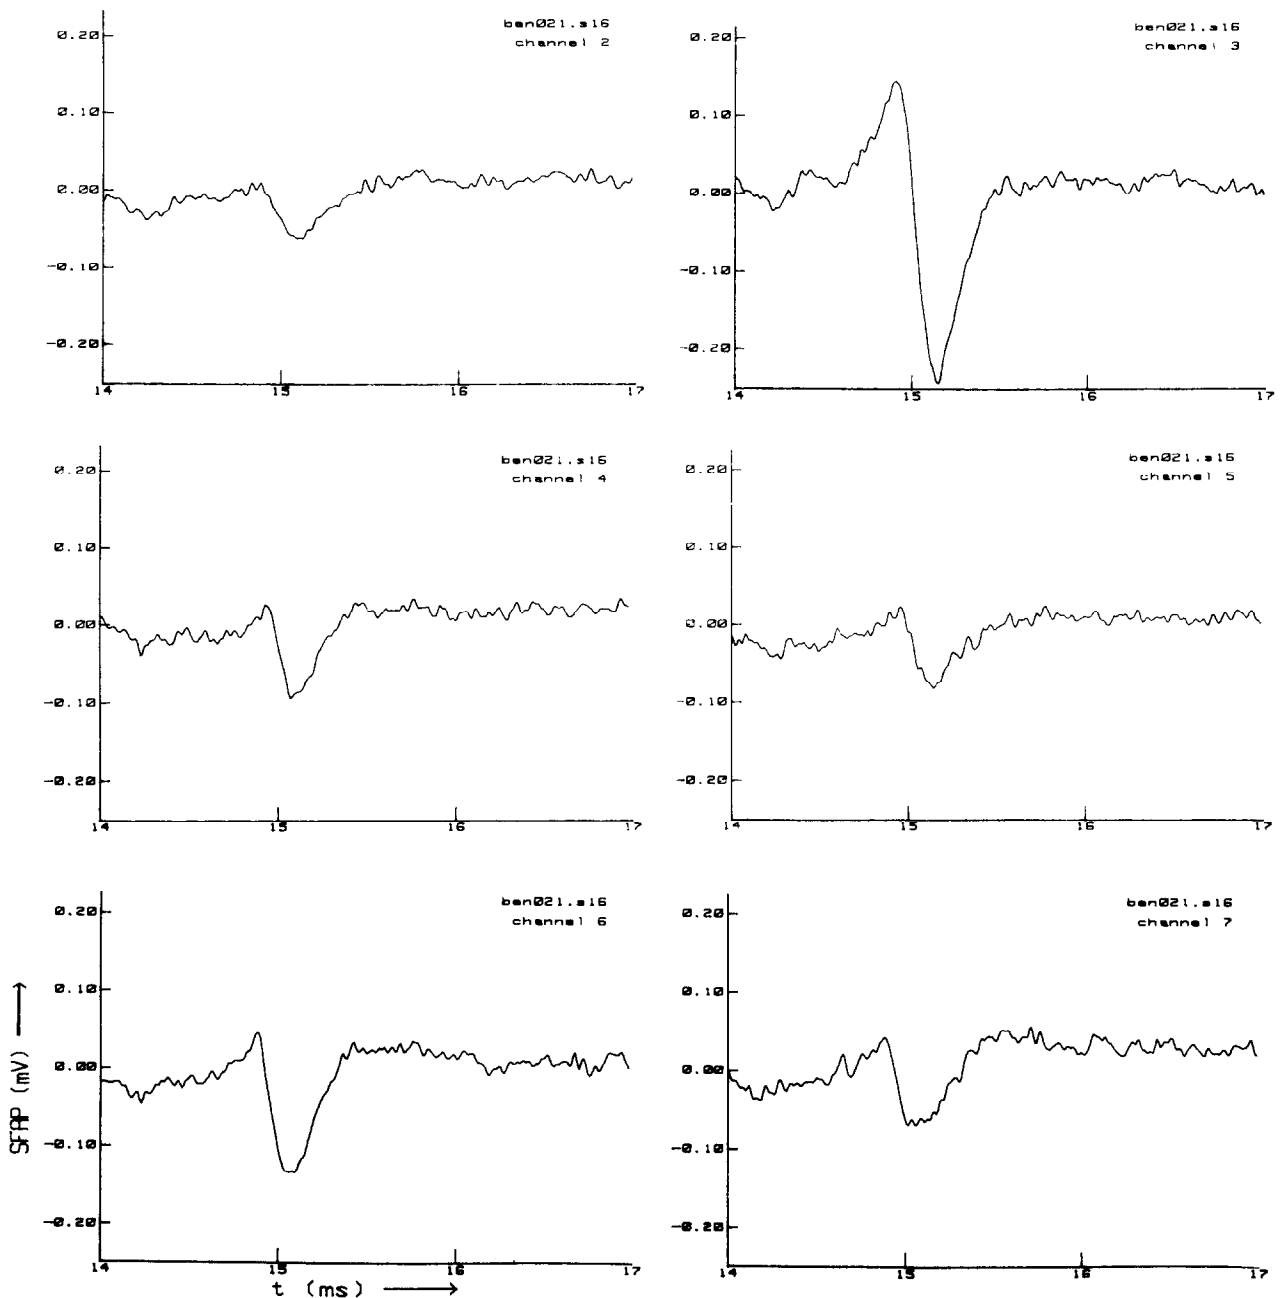 ben021.s16
channel 2
0.20
0.10
0.00
-0.10
-0.20
14 15 16 17
ben021.s16
channel 3
0.20
0.10
0.00
-0.10
-0.20
14 15 16 17
ben021.s16
channel 4
0.20
0.10
0.00
-0.10
-0.20
14 15 16 17
ben021.s16
channel 5
0.20
0.10
0.00
-0.10
-0.20
14 15 16 17
ben021.s16
channel 6
0.20
0.10
0.00
-0.10
-0.20
14 15 16 17
ben021.s16
channel 7
0.20
0.10
0.00
-0.10
-0.20
14 15 16 17
SFAP (mV) →
t (ms) →